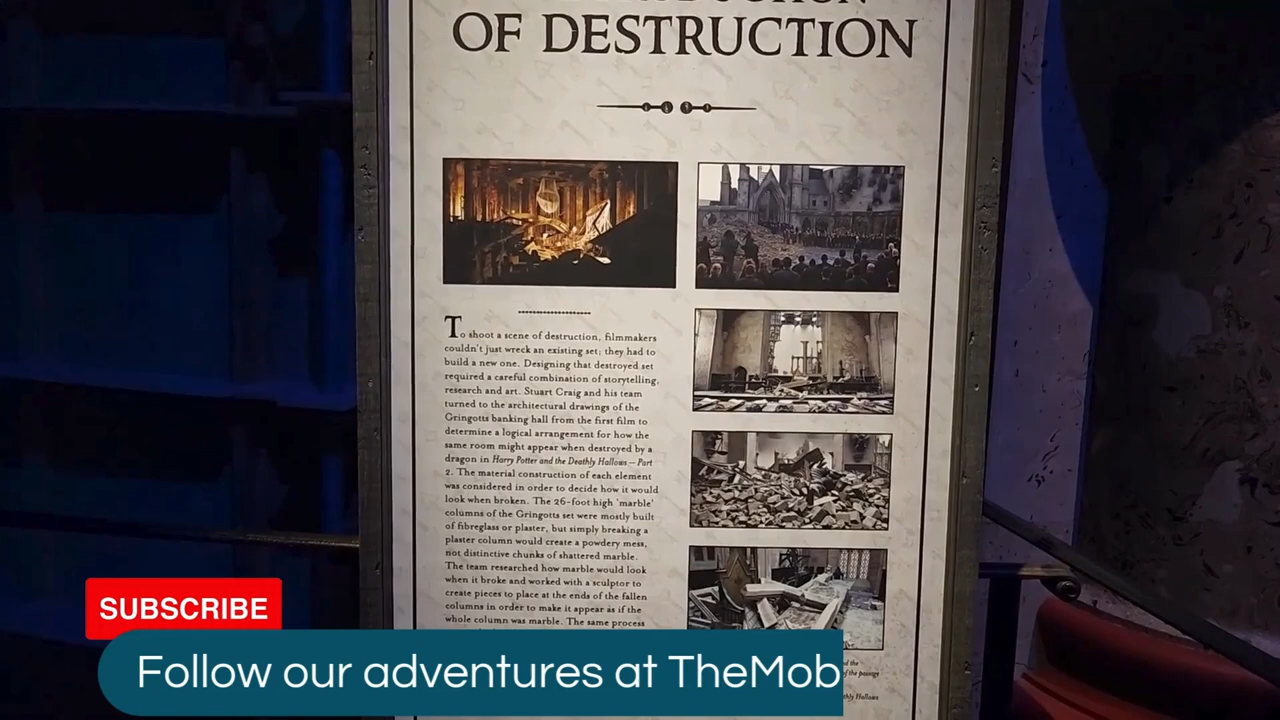 OF DESTRUCTION
To shoot a scene of destruction, filmmakers
couldn't just wreck an existing set; they had to
build a new one. Designing that destroyed set
required a careful combination of storytelling,
research and art. Stuart Craig and his team
turned to the architectural drawings of the
Gringotts banking hall from the first film to
determine a logical arrangement for how the
same room might appear when destroyed by a
dragon in Harry Potter and the Deathly Hallows – Part
2. The material construction of each element
was considered in order to decide how it would
look when broken. The 26-foot high 'marble'
columns of the Gringotts set were mostly built
of fibreglass or plaster, but simply breaking a
plaster column would create a powdery mess,
not distinctive chunks of shattered marble.
The team researched how marble would look
when it broke and worked with a sculptor to
create pieces to place at the ends of the fallen
columns in order to make it appear as if the
whole column was marble. The same process
of the passage
Hallows
SUBSCRIBE
Follow our adventures at TheMob